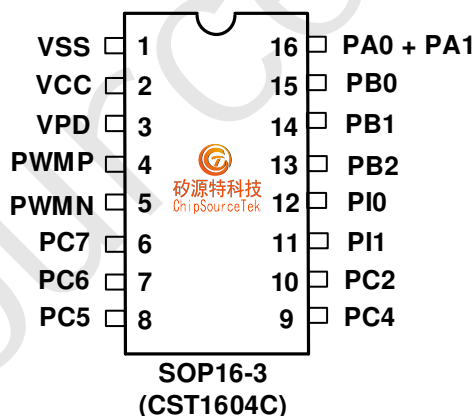 VSS 1 16 PA0 + PA1
VCC 2 15 PB0
VPD 3 14 PB1
PWMP 4 13 PB2
PWMN 5 12 PI0
PC7 6 11 PI1
PC6 7 10 PC2
PC5 8 9 PC4
矽源特科技
ChipSourceTek
SOP16-3
(CST1604C)